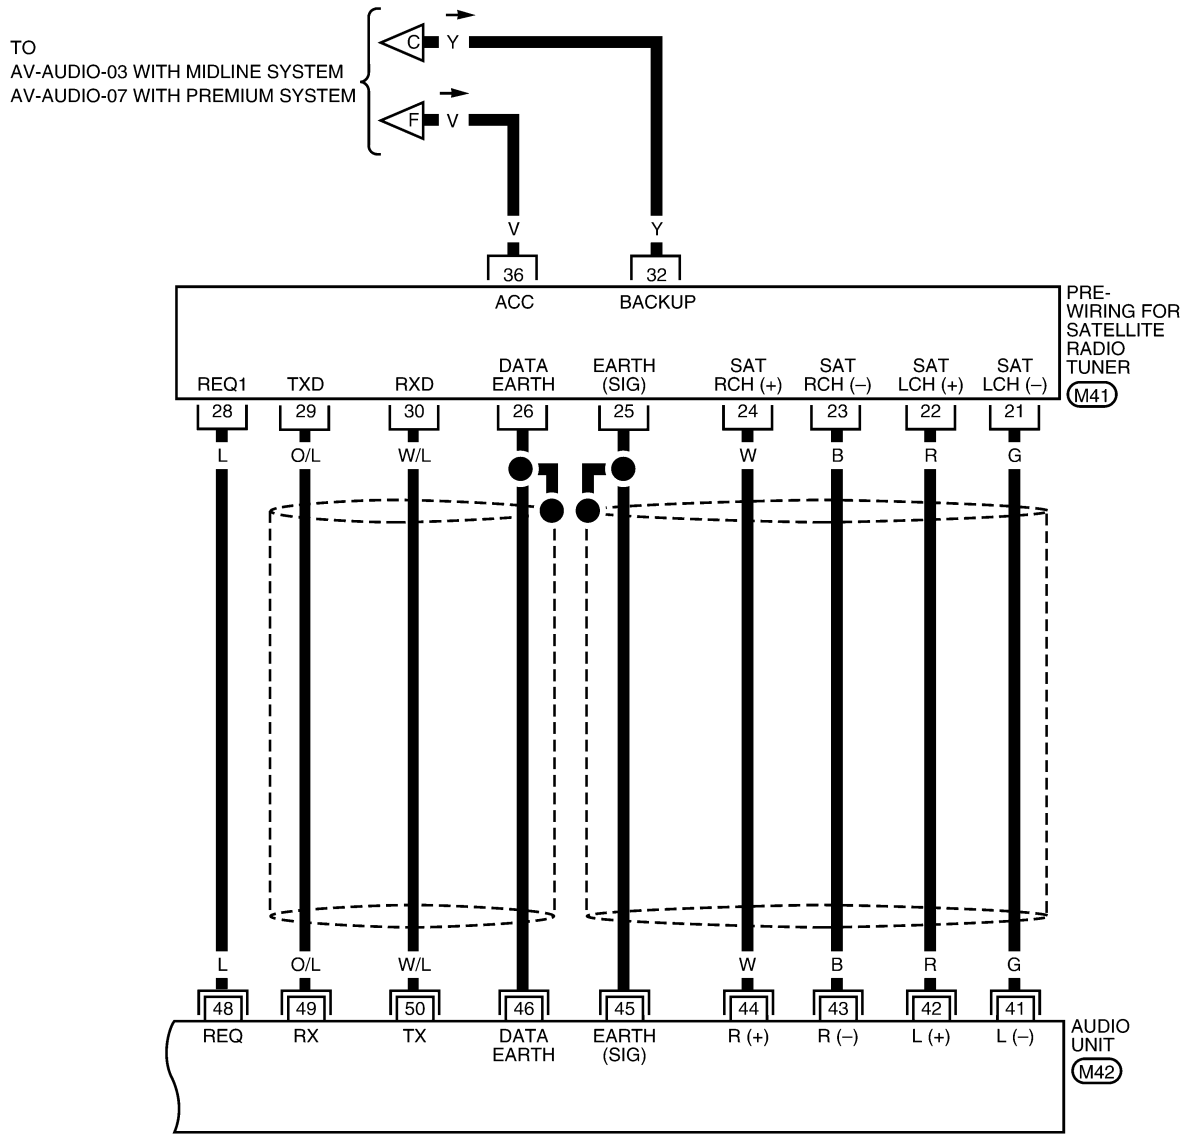 TO
AV-AUDIO-03 WITH MIDLINE SYSTEM
AV-AUDIO-07 WITH PREMIUM SYSTEM
C Y
F V
V Y
36 32
ACC BACKUP
PRE-
WIRING FOR
SATELLITE
RADIO
TUNER
M41
DATA EARTH SAT SAT SAT SAT
REQ1 TXD RXD EARTH (SIG) RCH (+) RCH (–) LCH (+) LCH (–)
28 29 30 26 25 24 23 22 21
L O/L W/L W B R G
L O/L W/L W B R G
48 49 50 46 45 44 43 42 41
REQ RX TX DATA EARTH R (+) R (–) L (+) L (–)
EARTH (SIG)
AUDIO
UNIT
M42